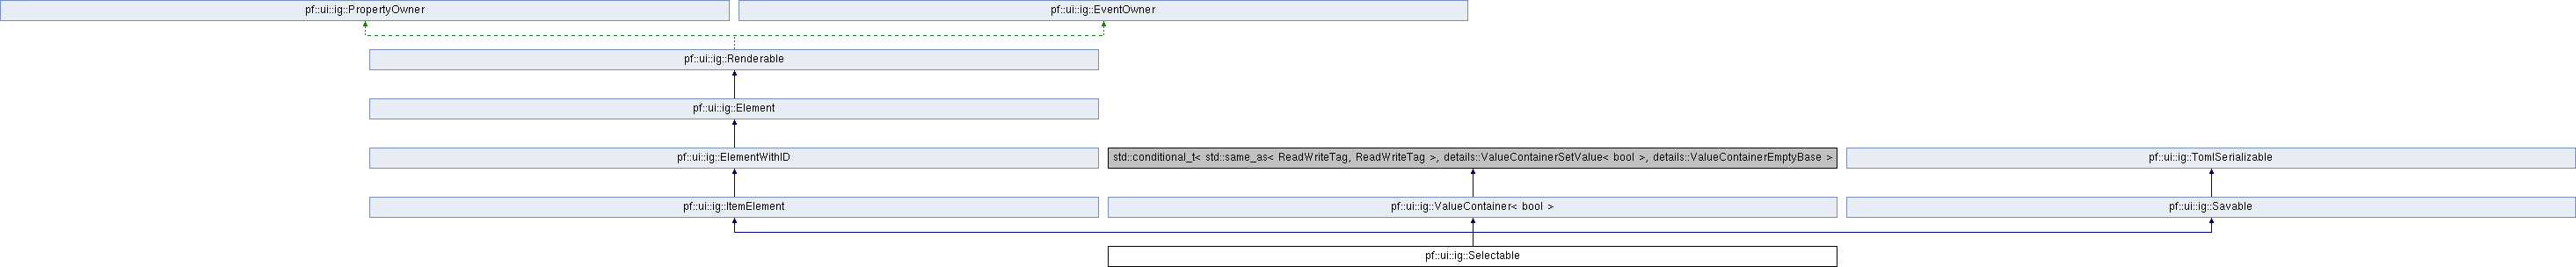 pf::ui::ig::PropertyOwner
pf::ui::ig::EventOwner
pf::ui::ig::Renderable
pf::ui::ig::Element
pf::ui::ig::ElementWithID
std::conditional_t< std::same_as< ReadWriteTag, ReadWriteTag >, details::ValueContainerSetValue< bool >, details::ValueContainerEmptyBase >
pf::ui::ig::TomlSerializable
pf::ui::ig::ItemElement
pf::ui::ig::ValueContainer< bool >
pf::ui::ig::Savable
pf::ui::ig::Selectable